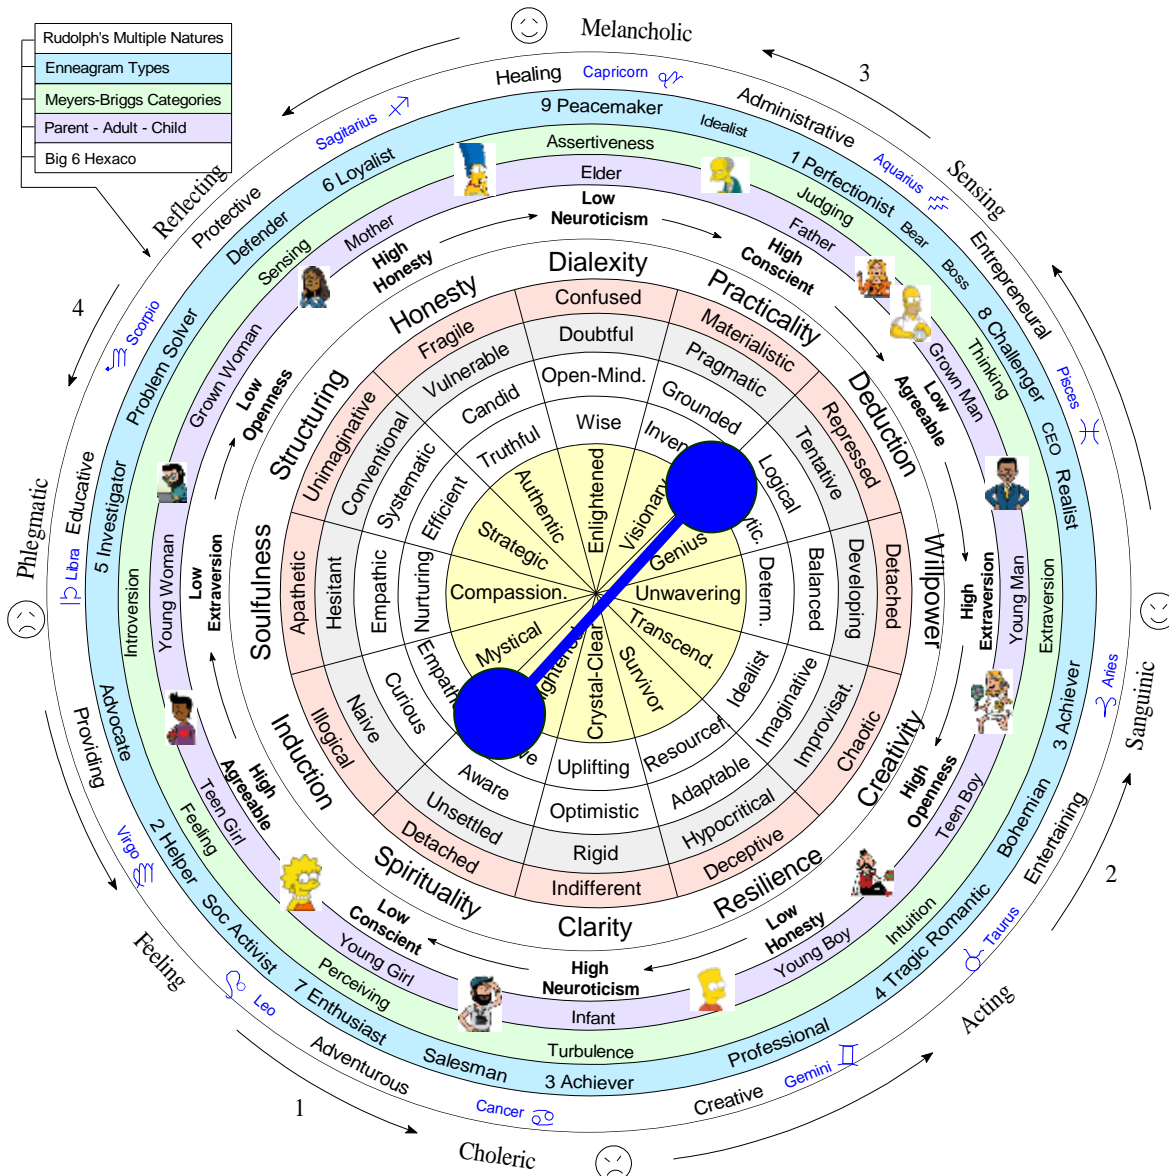 Rudolph's Multiple Natures
Enneagram Types
Meyers-Briggs Categories
Parent - Adult - Child
Big 6 Hexaco
Melancholic
Sensing
Sanguinic
Acting
Choleric
Feeling
Phlegmatic
Reflecting
1
2
3
4
Healing
Administrative
Entrepreneural
Entertaining
Creative
Adventurous
Providing
Educative
Protective
Capricorn
Aquarius
Pisces
Aries
Taurus
Gemini
Cancer
Leo
Virgo
Libra
Scorpio
Sagitarius
9 Peacemaker
Idealist
1 Perfectionist
Bear
Boss
8 Challenger
CEO
Realist
3 Achiever
Bohemian
4 Tragic Romantic
Professional
3 Achiever
Salesman
7 Enthusiast
Soc Activist
2 Helper
Advocate
5 Investigator
Problem Solver
Defender
6 Loyalist
Assertiveness
Judging
Thinking
Extraversion
Intuition
Turbulence
Perceiving
Feeling
Introversion
Sensing
Elder
Father
Grown Man
Young Man
Teen Boy
Young Boy
Infant
Young Girl
Teen Girl
Young Woman
Grown Woman
Mother
Low
Neuroticism
High
Conscient
Low
Agreeable
High
Extraversion
High
Openness
Low
Honesty
High
Neuroticism
Low
Conscient
High
Agreeable
Low
Extraversion
Low
Openness
High
Honesty
Dialexity
Practicality
Deduction
Wilpower
Creativity
Resilience
Clarity
Spirituality
Induction
Soulfulness
Structuring
Honesty
Confused
Materialistic
Repressed
Detached
Chaotic
Deceptive
Indifferent
Detached
Illogical
Apathetic
Unimaginative
Fragile
Doubtful
Pragmatic
Tentative
Developing
Improvisat.
Hypocritical
Rigid
Unsettled
Naive
Hesitant
Conventional
Vulnerable
Open-Mind.
Grounded
Logical
Balanced
Imaginative
Adaptable
Optimistic
Aware
Curious
Empathic
Systematic
Candid
Wise
Determ.
Idealist
Resourcef
Uplifting
Nurturing
Efficient
Truthful
Enlightened
Visionary
Genius
Unwavering
Transcend.
Survivor
Crystal-Clear
Mystical
Compassion.
Strategic
Authentic